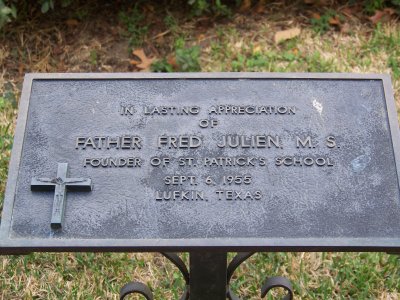 IN LASTING APPRECIATION
OF
FATHER FRED JULIEN, M. S.
FOUNDER OF ST. PATRICK'S SCHOOL
SEPT. 6, 1955
LUFKIN, TEXAS